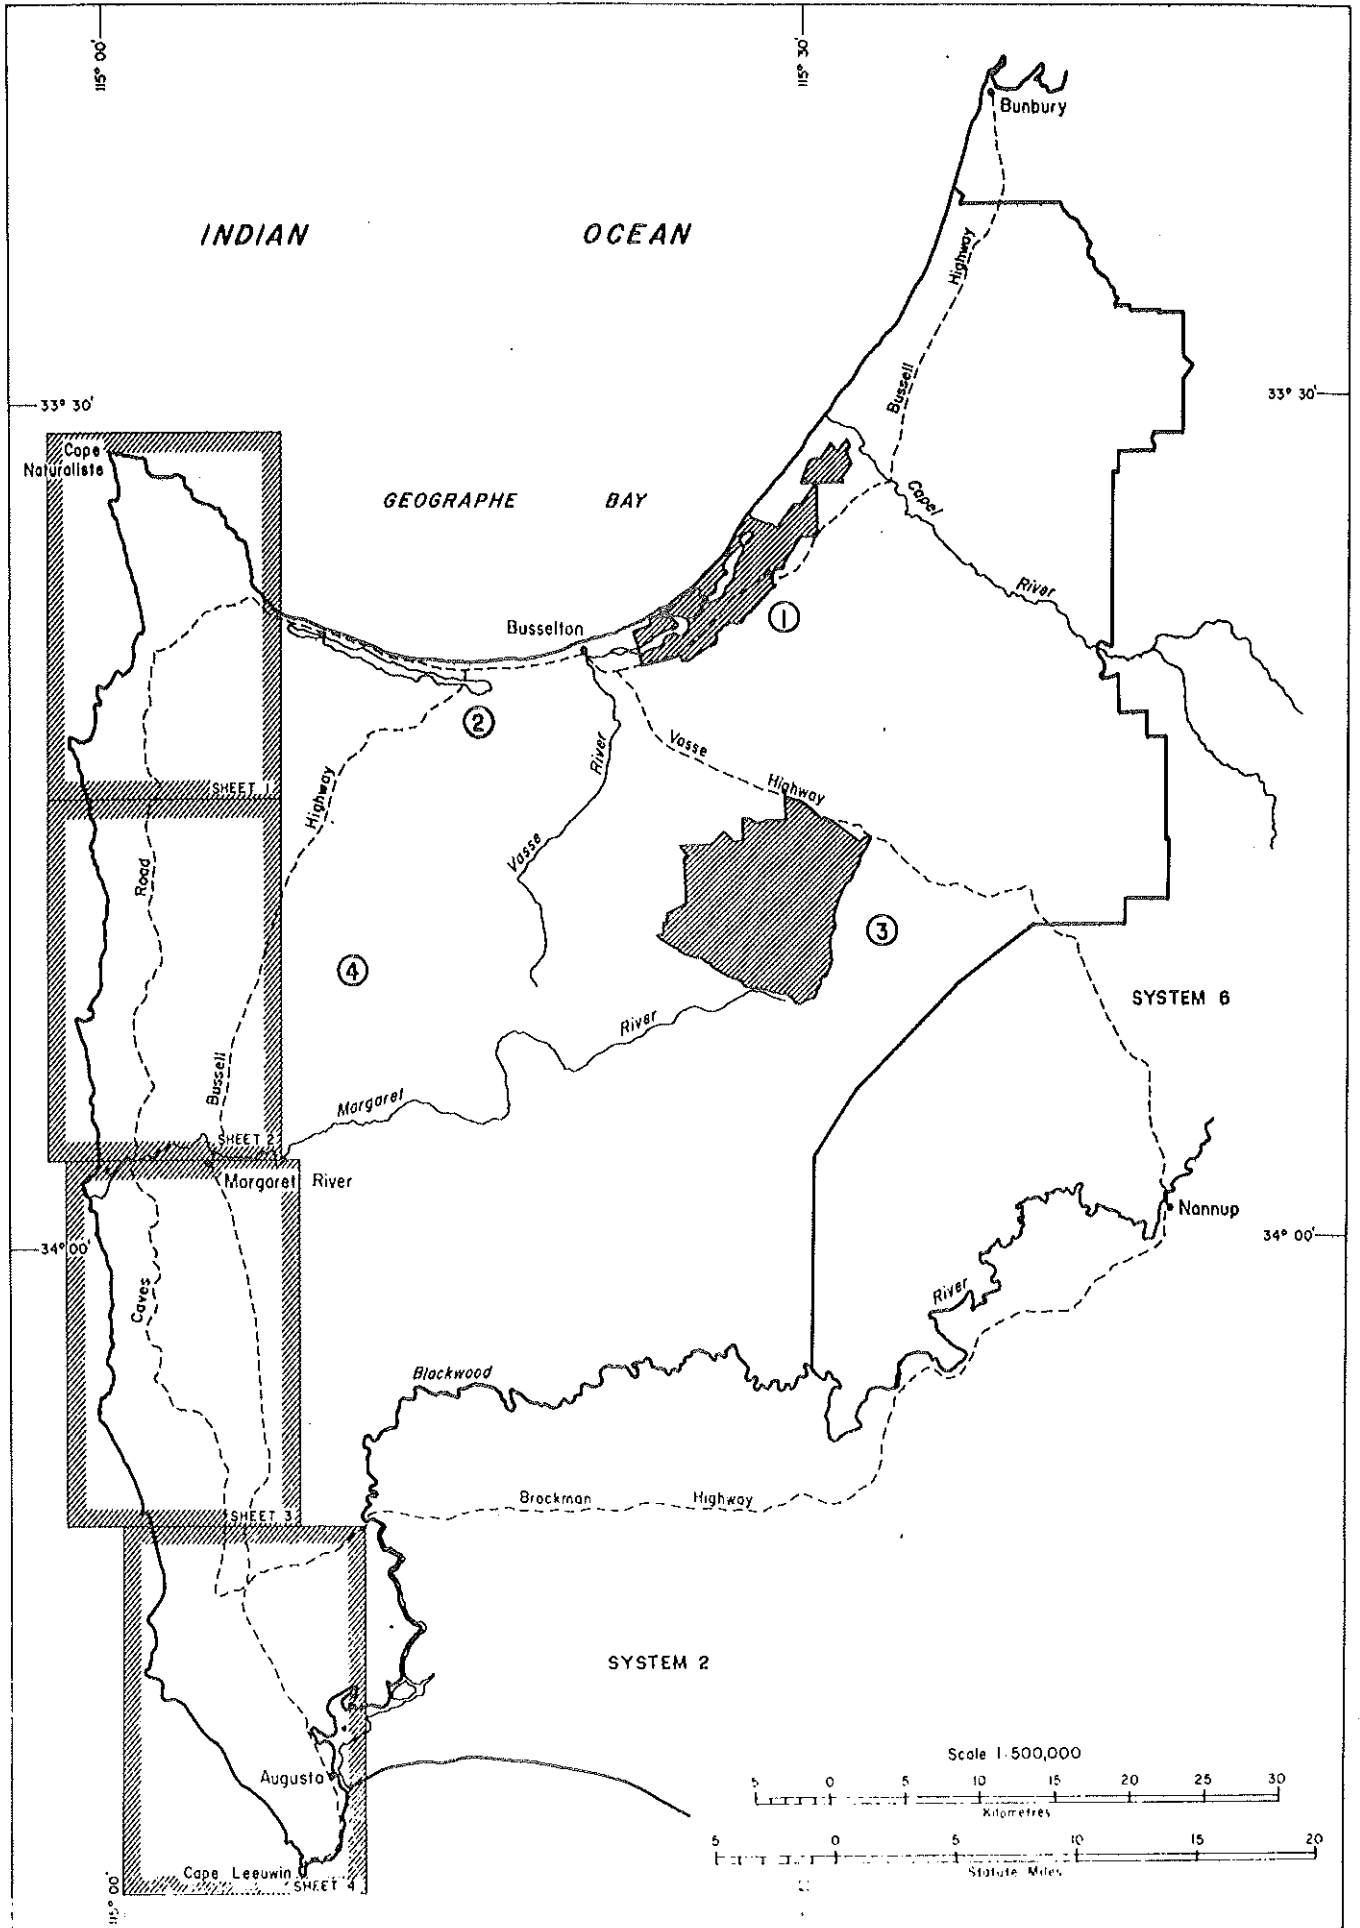 115° 00'
115° 30'
Bunbury
INDIAN OCEAN
Highway
Bussell
33° 30'
33° 30'
Cape
Naturaliste
GEOGRAPHE BAY
Capel
River
1
Busselton
2
Vasse
River
Highway
SHEET 1
Highway
Vasse
Road
3
4
SYSTEM 6
River
Bussell
Margaret
SHEET 2
Margaret River
Nannup
34° 00'
34° 00'
River
Caves
Blackwood
Brockman Highway
SHEET 3
SYSTEM 2
Scale 1:500,000
5 0 5 10 15 20 25 30
Kilometres
Augusta
5 0 5 10 15 20
Statute Miles
Cape Leeuwin
SHEET 4
115° 00'